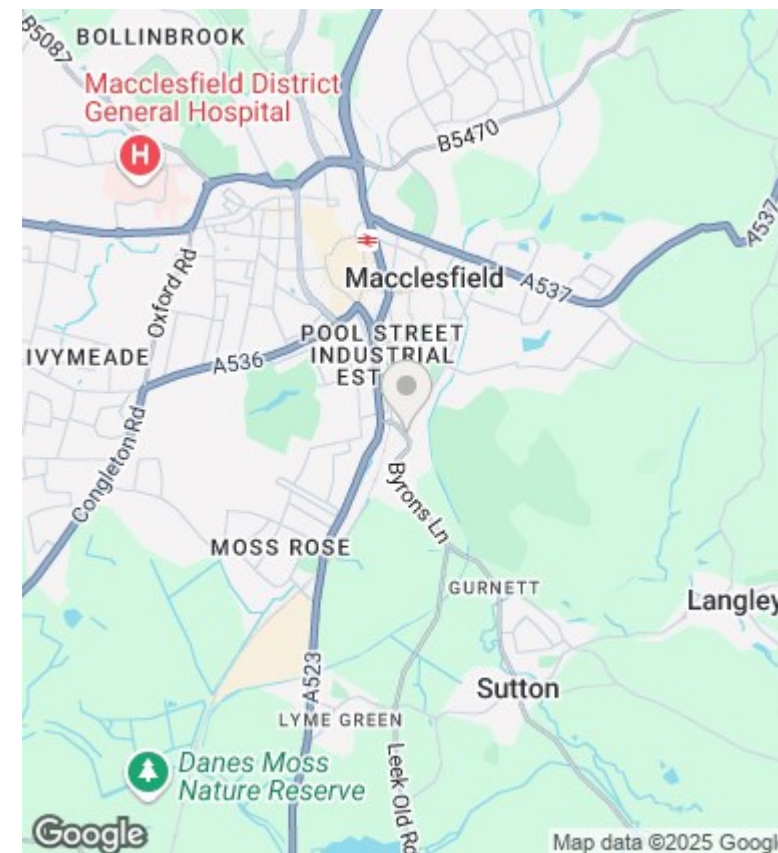 B5087
BOLLINBROOK
Macclesfield District
General Hospital
H
B5470
A537
Oxford Rd
Macclesfield
A537
IVYMEADE
POOL STREET
INDUSTRIAL
EST
A536
Congleton Rd
Byrons Ln
MOSS ROSE
GURNETT
Langley
A523
Sutton
LYME GREEN
Leek Old Rd
Danes Moss
Nature Reserve
Google
Map data ©2025 Googl